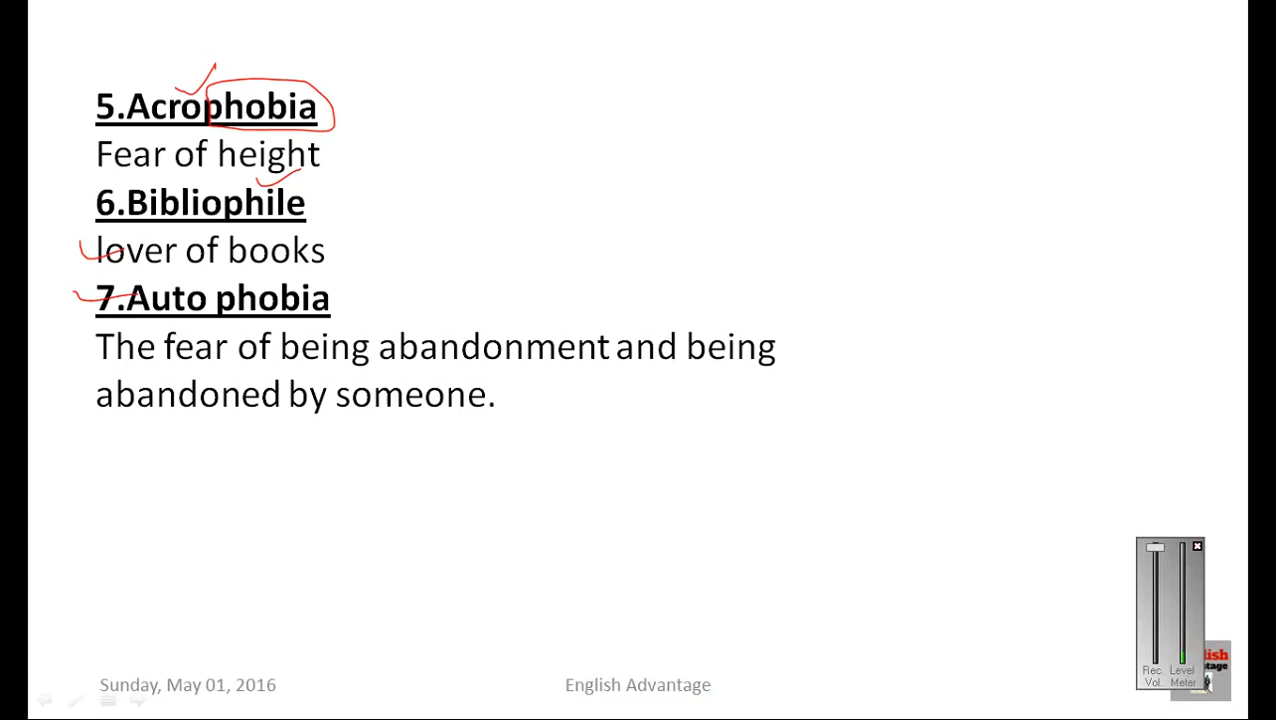 5.Acrophobia
Fear of height
6.Bibliophile
lover of books
7.Auto phobia
The fear of being abandonment and being
abandoned by someone.
Rec. Level
Vol. Meter
Sunday, May 01, 2016
English Advantage